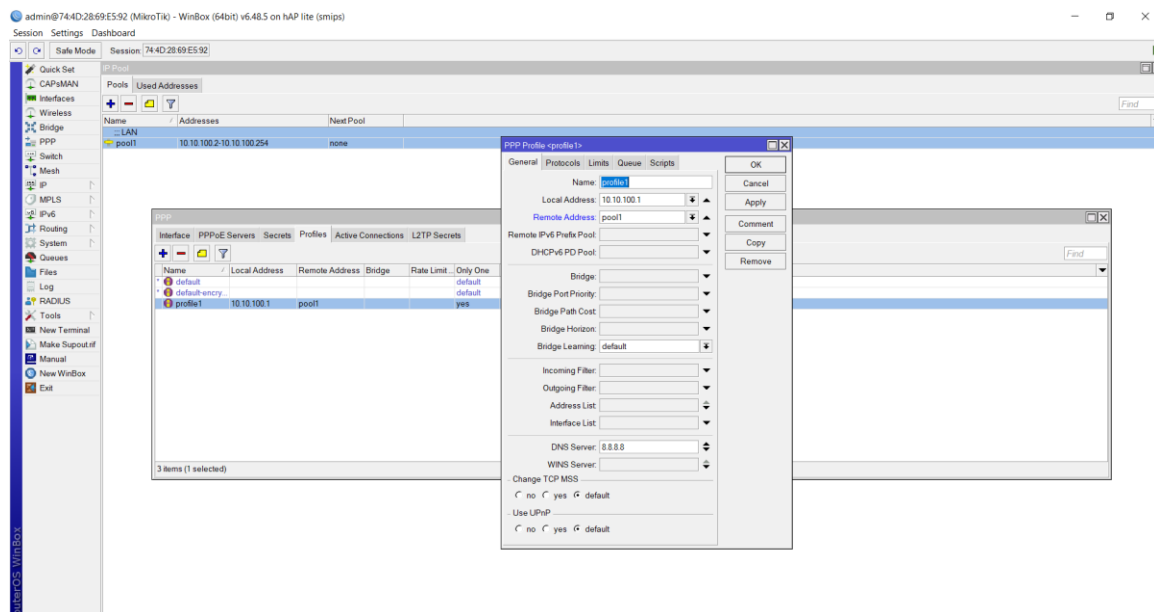 admin@74:4D:28:69:E5:92 (MikroTik) - WinBox (64bit) v6.48.5 on hAP lite (smips)
Session Settings Dashboard
Safe Mode Session: 74:4D:28:69:E5:92
Quick Set
CAPsMAN
Interfaces
Wireless
Bridge
PPP
Switch
Mesh
IP
MPLS
IPv6
Routing
System
Queues
Files
Log
RADIUS
Tools
New Terminal
Make Supout.rif
Manual
New WinBox
Exit
RouterOS WinBox
IP Pool
Pools Used Addresses
Find
Name Addresses Next Pool
;;; LAN
pool1 10.10.100.2-10.10.100.254 none
PPP
Interface PPPoE Servers Secrets Profiles Active Connections L2TP Secrets
Find
Name Local Address Remote Address Bridge Rate Limit... Only One
* default default
* default-encry... default
profile1 10.10.100.1 pool1 yes
3 items (1 selected)
PPP Profile <profile1>
General Protocols Limits Queue Scripts
Name: profile1
Local Address: 10.10.100.1
Remote Address: pool1
Remote IPv6 Prefix Pool:
DHCPv6 PD Pool:
Bridge:
Bridge Port Priority:
Bridge Path Cost:
Bridge Horizon:
Bridge Learning: default
Incoming Filter:
Outgoing Filter:
Address List:
Interface List:
DNS Server: 8.8.8.8
WINS Server:
Change TCP MSS
no yes default
Use UPnP
no yes default
OK
Cancel
Apply
Comment
Copy
Remove